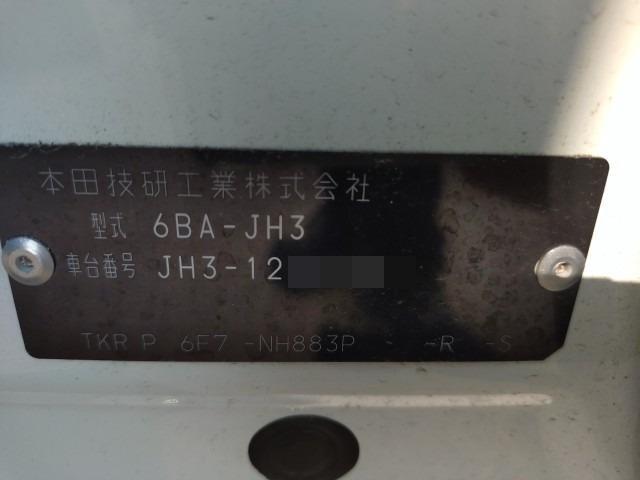 本田技研工業株式会社
型式 6BA-JH3
車台番号 JH3-12
TKR P 6F7 -NH883P - -R -S